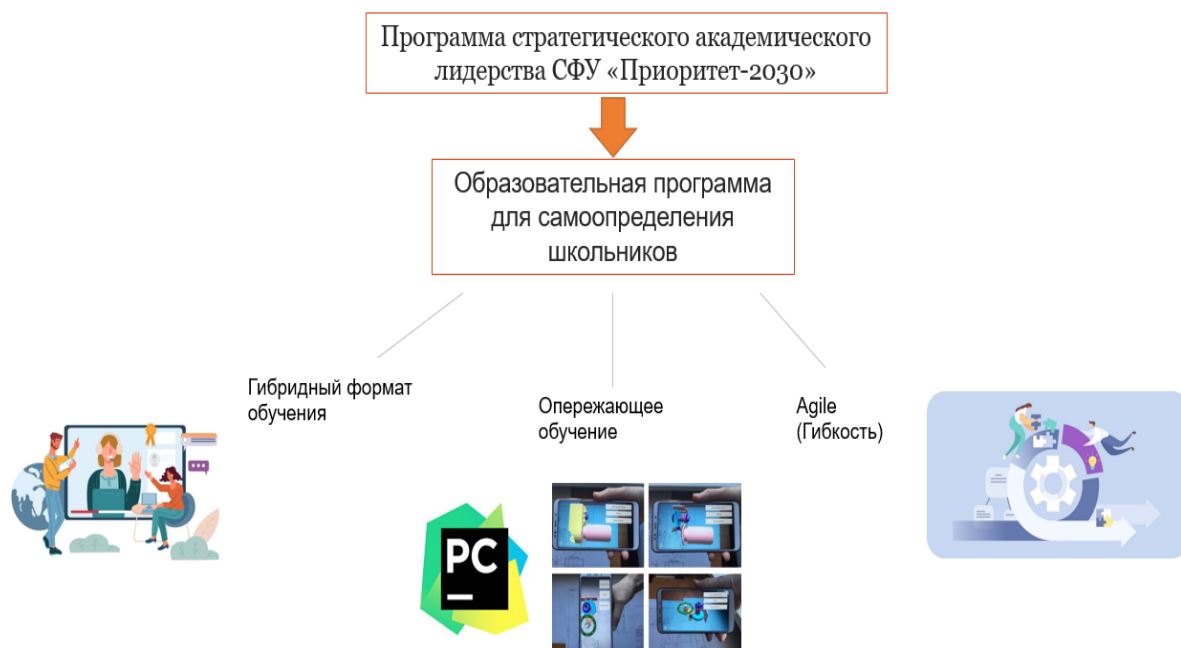 Программа стратегического академического
лидерства СФУ «Приоритет-2030»
Образовательная программа
для самоопределения
школьников
Гибридный формат
обучения
Опережающее
обучение
Agile
(Гибкость)
PC